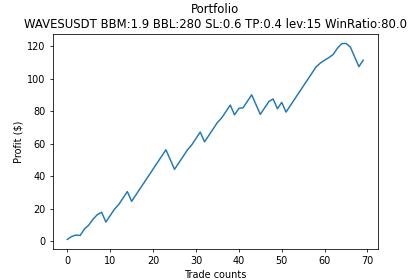 Portfolio
WAVESUSDT BBM:1.9 BBL:280 SL:0.6 TP:0.4 lev:15 WinRatio:80.0
120
100
80
60
40
20
0
Profit ($)
0 10 20 30 40 50 60 70
Trade counts